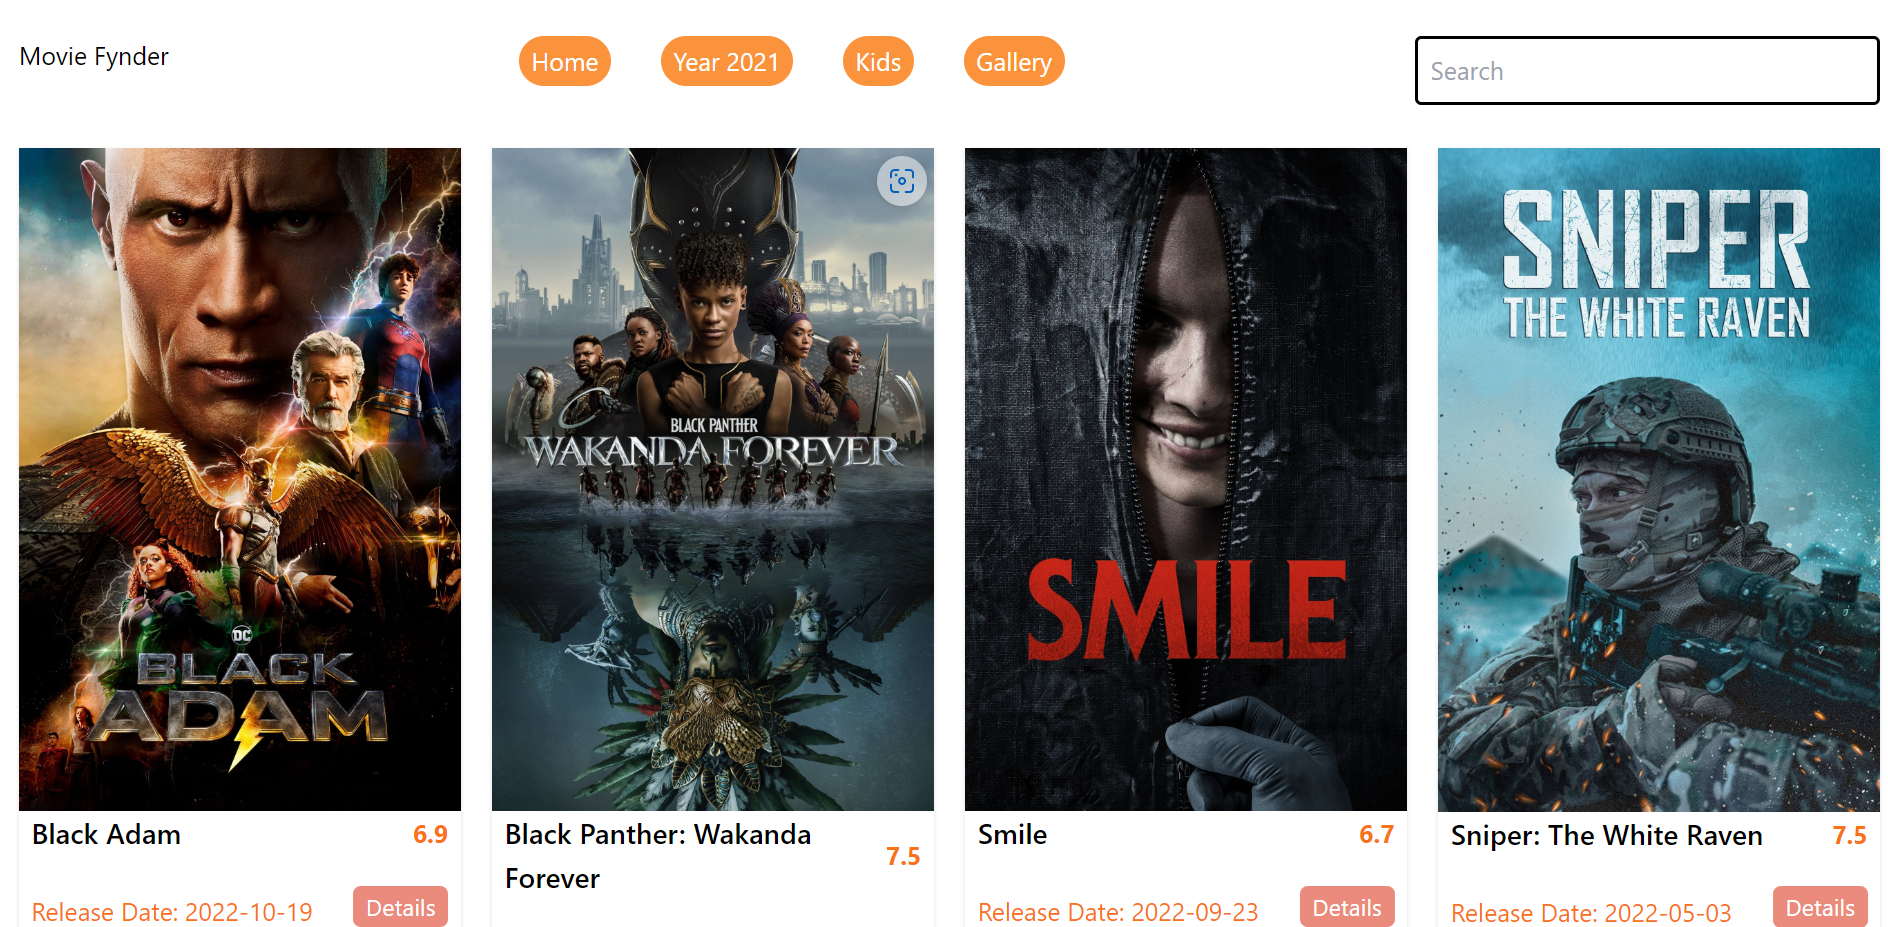 Movie Fynder
Home
Year 2021
Kids
Gallery
Search
DC
BLACK
ADAM
BLACK PANTHER
WAKANDA FOREVER
SMILE
SNIPER
THE WHITE RAVEN
Black Adam
6.9
Release Date: 2022-10-19
Details
Black Panther: Wakanda
Forever
7.5
Smile
6.7
Release Date: 2022-09-23
Details
Sniper: The White Raven
7.5
Release Date: 2022-05-03
Details